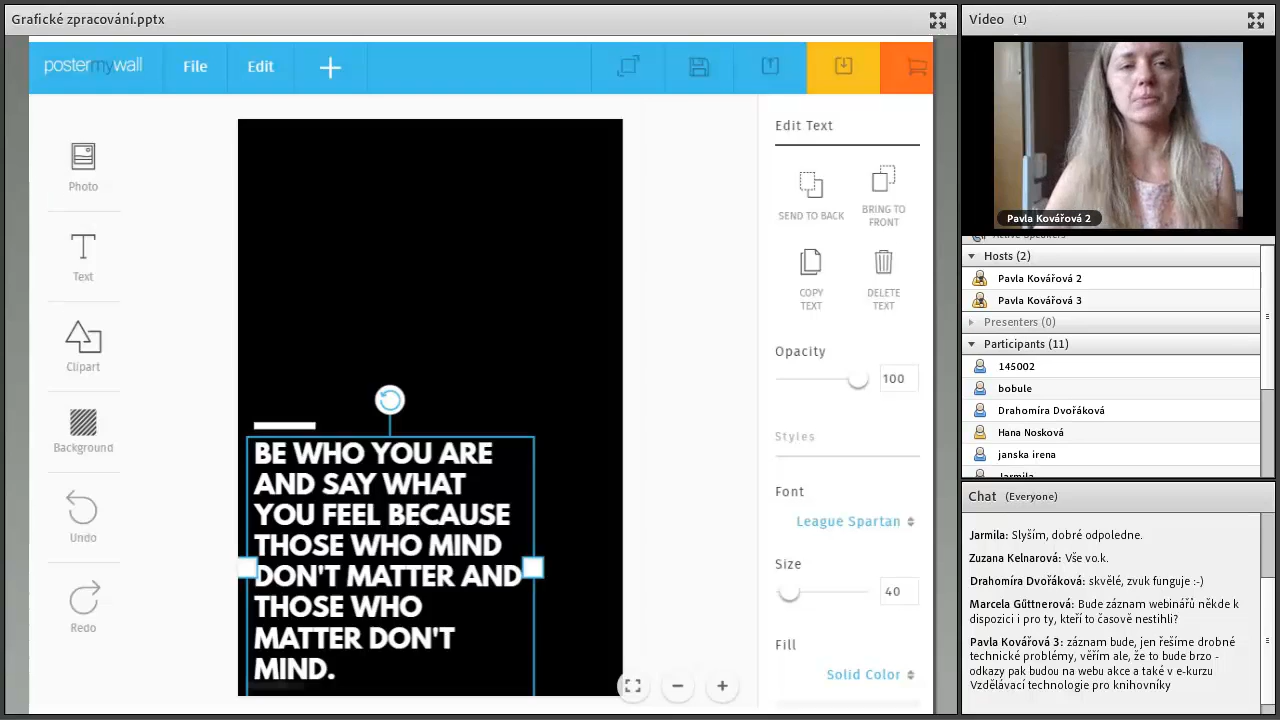 Grafické zpracování.pptx
postermywall
File
Edit
Photo
Text
Clipart
Background
Undo
Redo
BE WHO YOU ARE
AND SAY WHAT
YOU FEEL BECAUSE
THOSE WHO MIND
DON'T MATTER AND
THOSE WHO
MATTER DON'T
MIND.
Edit Text
SEND TO BACK
BRING TO
FRONT
COPY
TEXT
DELETE
TEXT
Opacity
100
Styles
Font
League Spartan
Size
40
Fill
Solid Color
Video (1)
Pavla Kovářová 2
Active Speakers
Hosts (2)
Pavla Kovářová 2
Pavla Kovářová 3
Presenters (0)
Participants (11)
145002
bobule
Drahomíra Dvořáková
Hana Nosková
janska irena
Jarmila
Chat (Everyone)
Jarmila: Slyším, dobré odpoledne.
Zuzana Kelnarová: Vše vo.k.
Drahomíra Dvořáková: skvělé, zvuk funguje :-)
Marcela Gűttnerová: Bude záznam webinářů někde k
dispozici i pro ty, kteří to časově nestihli?
Pavla Kovářová 3: záznam bude, jen řešíme drobné
technické problémy, věřím ale, že to bude brzo -
odkazy pak budou na webu akce a také v e-kurzu
Vzdělávací technologie pro knihovníky